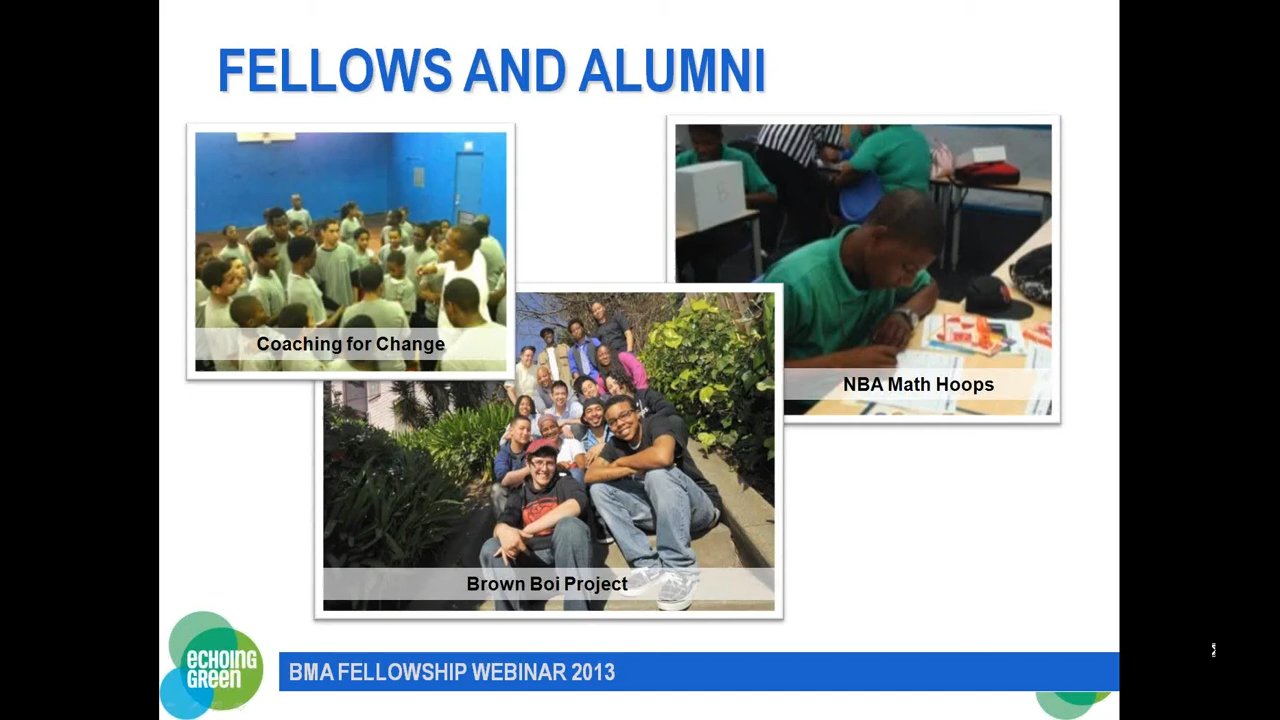 FELLOWS AND ALUMNI
Coaching for Change
NBA Math Hoops
Brown Boi Project
ECHOING
GREEN
BMA FELLOWSHIP WEBINAR 2013
B